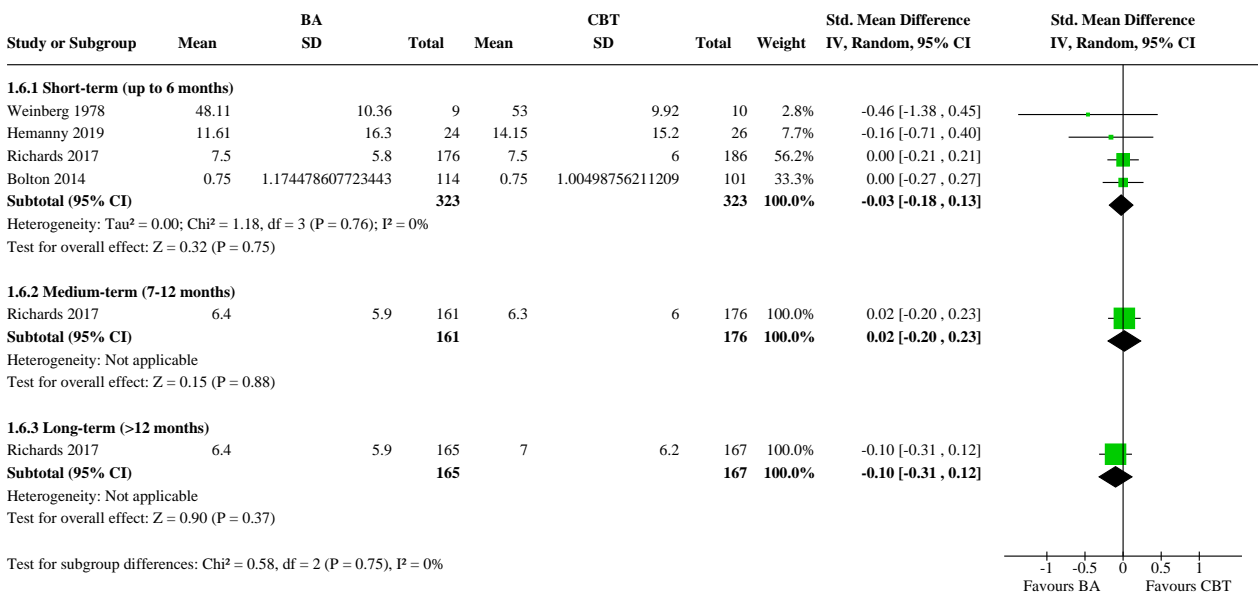 BA CBT Std. Mean Difference Std. Mean Difference
Study or Subgroup Mean SD Total Mean SD Total Weight IV, Random, 95% CI IV, Random, 95% CI
1.6.1 Short-term (up to 6 months)
Weinberg 1978 48.11 10.36 9 53 9.92 10 2.8% -0.46 [-1.38 , 0.45]
Hemanny 2019 11.61 16.3 24 14.15 15.2 26 7.7% -0.16 [-0.71 , 0.40]
Richards 2017 7.5 5.8 176 7.5 6 186 56.2% 0.00 [-0.21 , 0.21]
Bolton 2014 0.75 1.174478607723443 114 0.75 1.00498756211209 101 33.3% 0.00 [-0.27 , 0.27]
Subtotal (95% CI) 323 323 100.0% -0.03 [-0.18 , 0.13]
Heterogeneity: Tau² = 0.00; Chi² = 1.18, df = 3 (P = 0.76); I² = 0%
Test for overall effect: Z = 0.32 (P = 0.75)
1.6.2 Medium-term (7-12 months)
Richards 2017 6.4 5.9 161 6.3 6 176 100.0% 0.02 [-0.20 , 0.23]
Subtotal (95% CI) 161 176 100.0% 0.02 [-0.20 , 0.23]
Heterogeneity: Not applicable
Test for overall effect: Z = 0.15 (P = 0.88)
1.6.3 Long-term (>12 months)
Richards 2017 6.4 5.9 165 7 6.2 167 100.0% -0.10 [-0.31 , 0.12]
Subtotal (95% CI) 165 167 100.0% -0.10 [-0.31 , 0.12]
Heterogeneity: Not applicable
Test for overall effect: Z = 0.90 (P = 0.37)
Test for subgroup differences: Chi² = 0.58, df = 2 (P = 0.75), I² = 0%
-1 -0.5 0 0.5 1
Favours BA Favours CBT